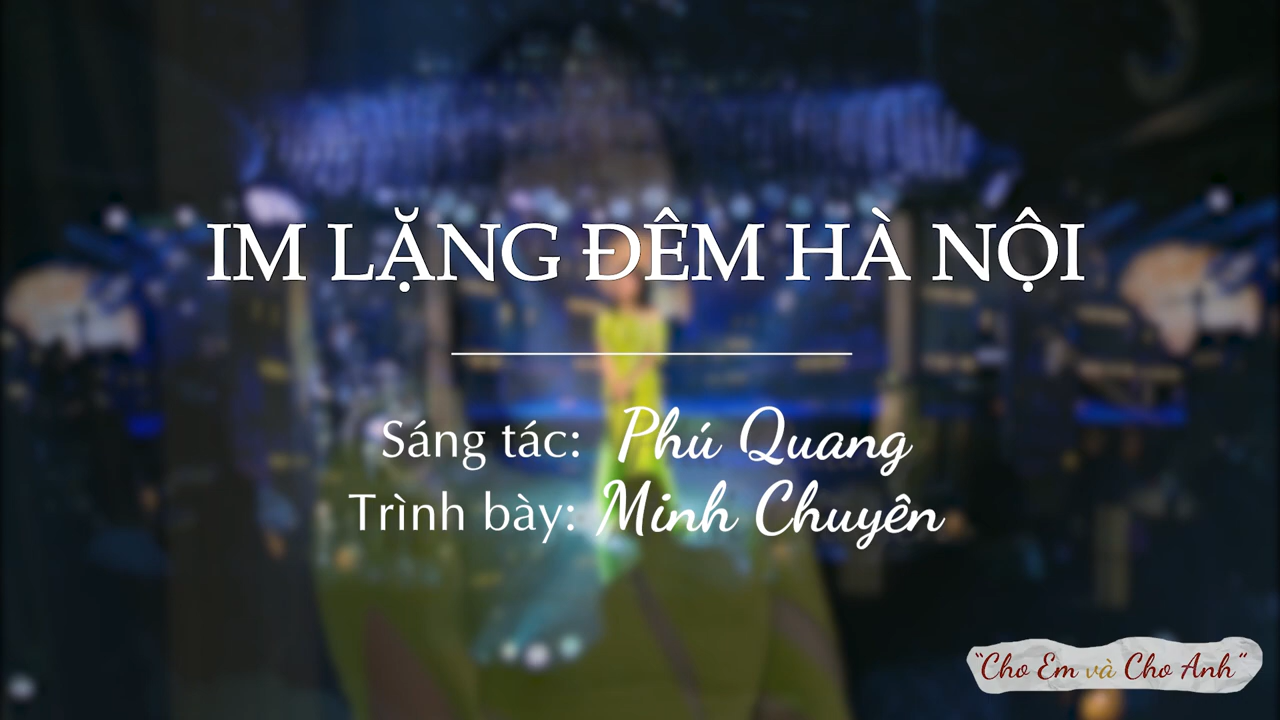 IM LẶNG ĐÊM HÀ NỘI
Sáng tác: Phú Quang
Trình bày: Minh Chuyên
"Cho Em và Cho Anh"